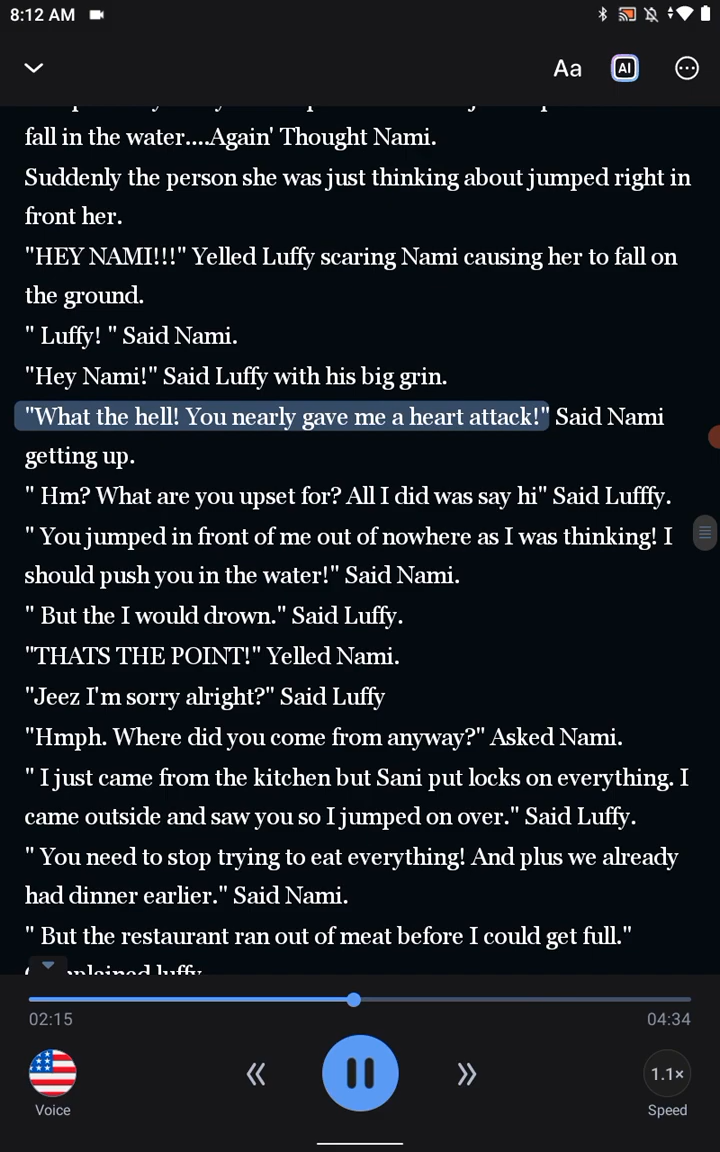 8:12 AM
Aa
AI
fall in the water....Again' Thought Nami.
Suddenly the person she was just thinking about jumped right in
front her.
"HEY NAMI!!!" Yelled Luffy scaring Nami causing her to fall on
the ground.
" Luffy! " Said Nami.
"Hey Nami!" Said Luffy with his big grin.
"What the hell! You nearly gave me a heart attack!" Said Nami
getting up.
" Hm? What are you upset for? All I did was say hi" Said Lufffy.
" You jumped in front of me out of nowhere as I was thinking! I
should push you in the water!" Said Nami.
" But the I would drown." Said Luffy.
"THATS THE POINT!" Yelled Nami.
"Jeez I'm sorry alright?" Said Luffy
"Hmph. Where did you come from anyway?" Asked Nami.
" I just came from the kitchen but Sani put locks on everything. I
came outside and saw you so I jumped on over." Said Luffy.
" You need to stop trying to eat everything! And plus we already
had dinner earlier." Said Nami.
" But the restaurant ran out of meat before I could get full."
luffy
02:15
04:34
1.1×
Voice
Speed